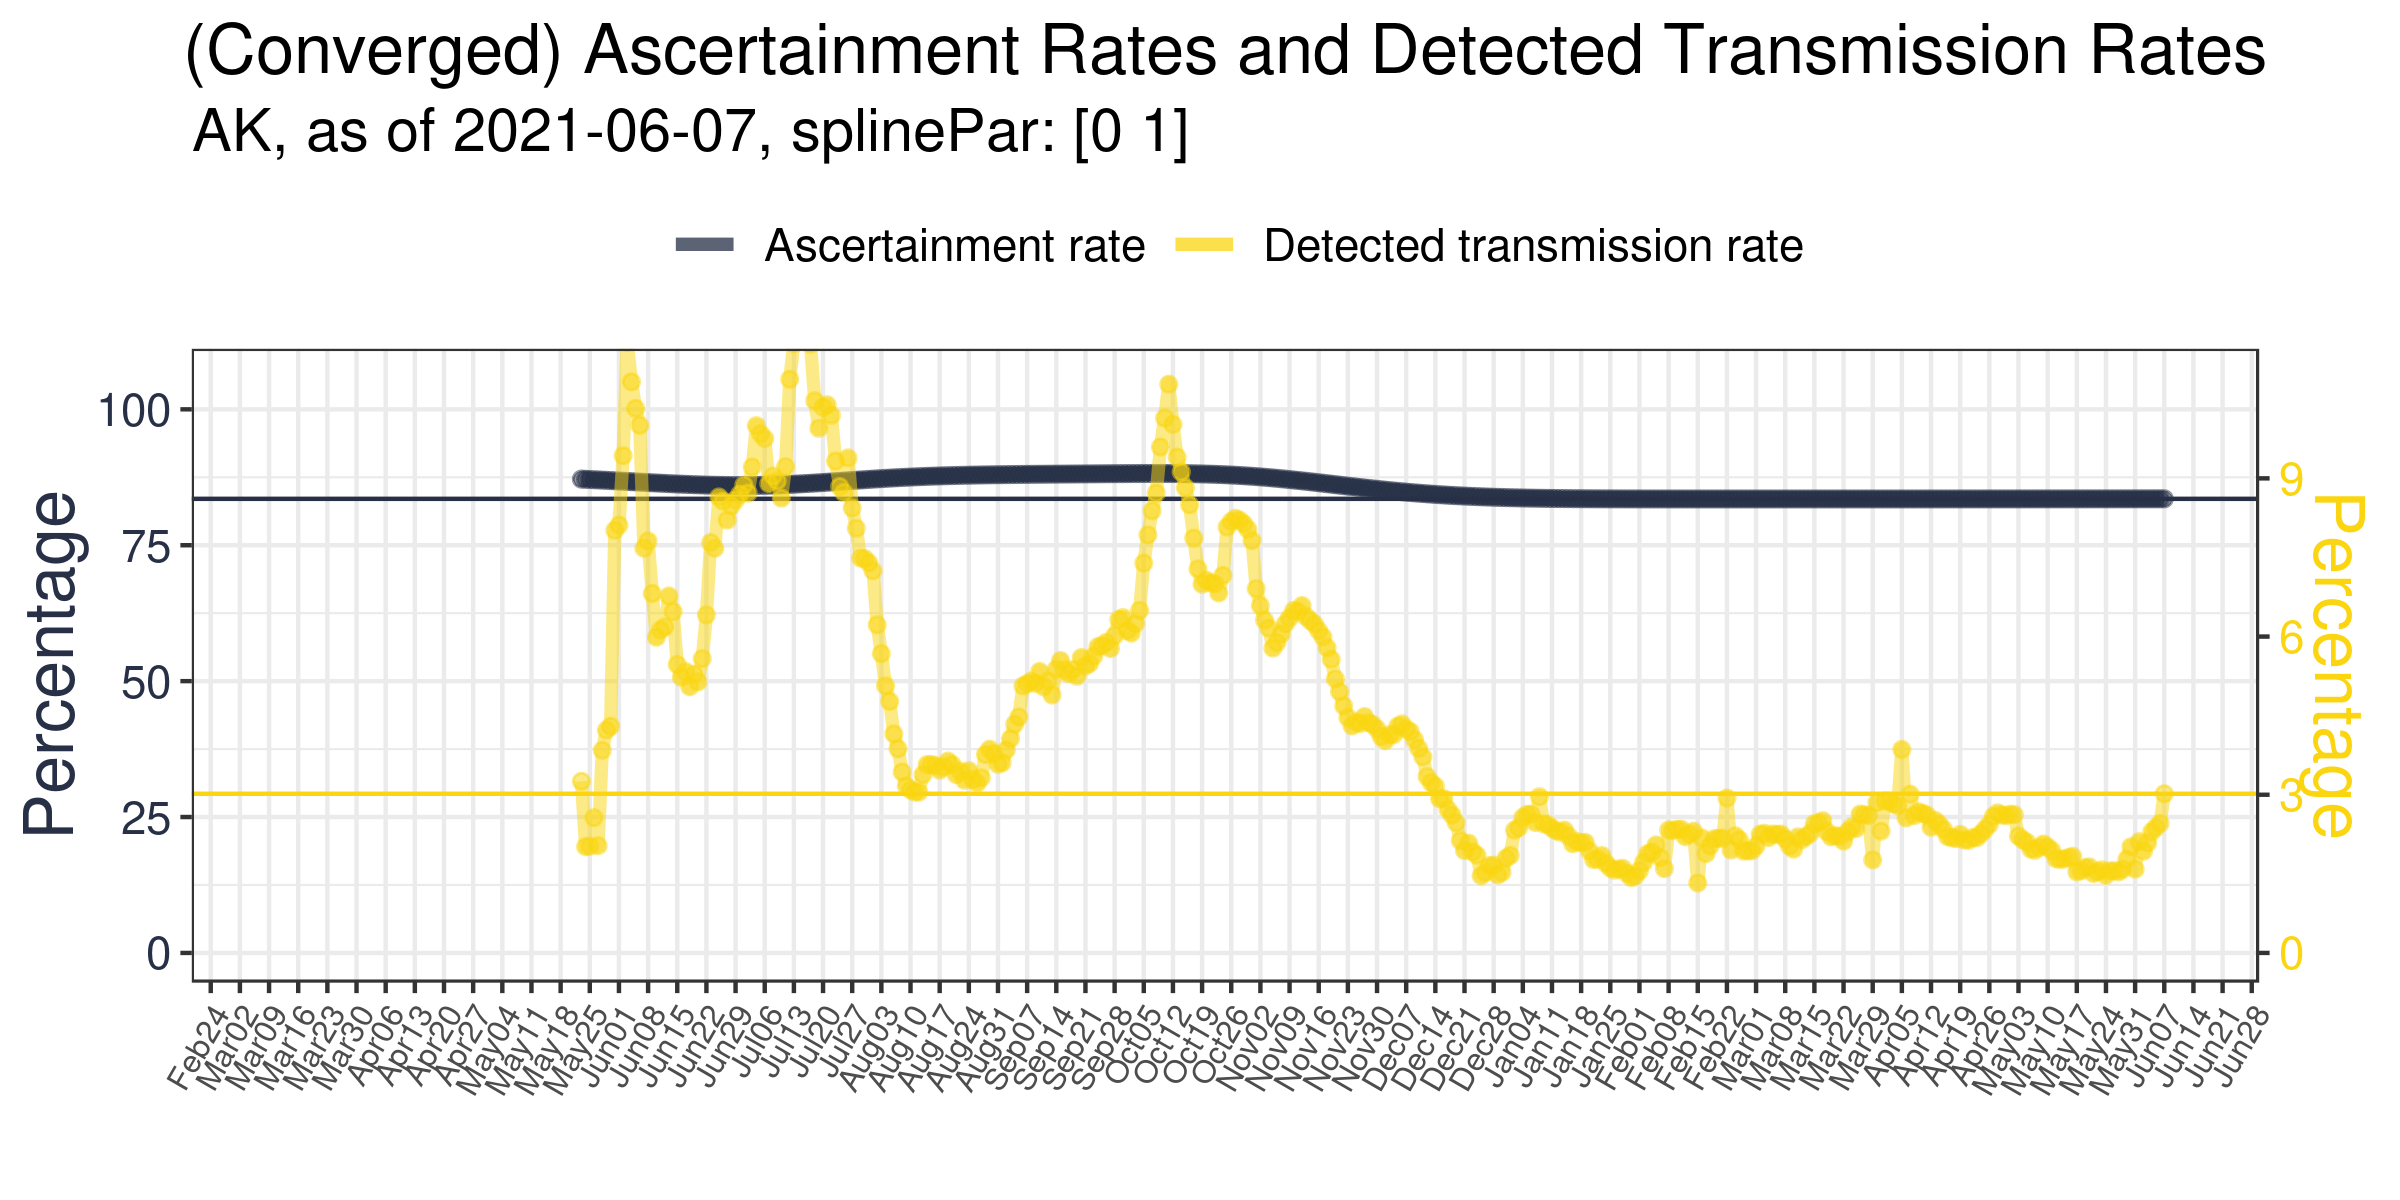 (Converged) Ascertainment Rates and Detected Transmission Rates
AK, as of 2021-06-07, splinePar: [0 1]
Ascertainment rate
Detected transmission rate
Percentage
100
75
50
25
0
Percentage
9
6
3
0
Feb24
Mar02
Mar09
Mar16
Mar23
Mar30
Apr06
Apr13
Apr20
Apr27
May04
May11
May18
May25
Jun01
Jun08
Jun15
Jun22
Jun29
Jul06
Jul13
Jul20
Jul27
Aug03
Aug10
Aug17
Aug24
Aug31
Sep07
Sep14
Sep21
Sep28
Oct05
Oct12
Oct19
Oct26
Nov02
Nov09
Nov16
Nov23
Nov30
Dec07
Dec14
Dec21
Dec28
Jan04
Jan11
Jan18
Jan25
Feb01
Feb08
Feb15
Feb22
Mar01
Mar08
Mar15
Mar22
Mar29
Apr05
Apr12
Apr19
Apr26
May03
May10
May17
May24
May31
Jun07
Jun14
Jun21
Jun28